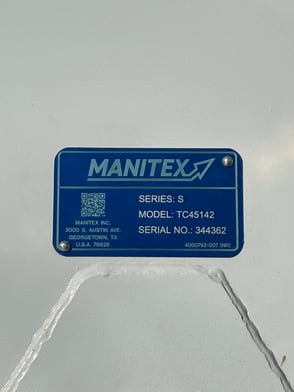 MANITEX
SERIES: S
MODEL: TC45142
SERIAL NO.: 344362
MANITEX INC.
3000 S. AUSTIN AVE.
GEORGETOWN, TX
U.S.A. 78626
4000793-007 (NR)